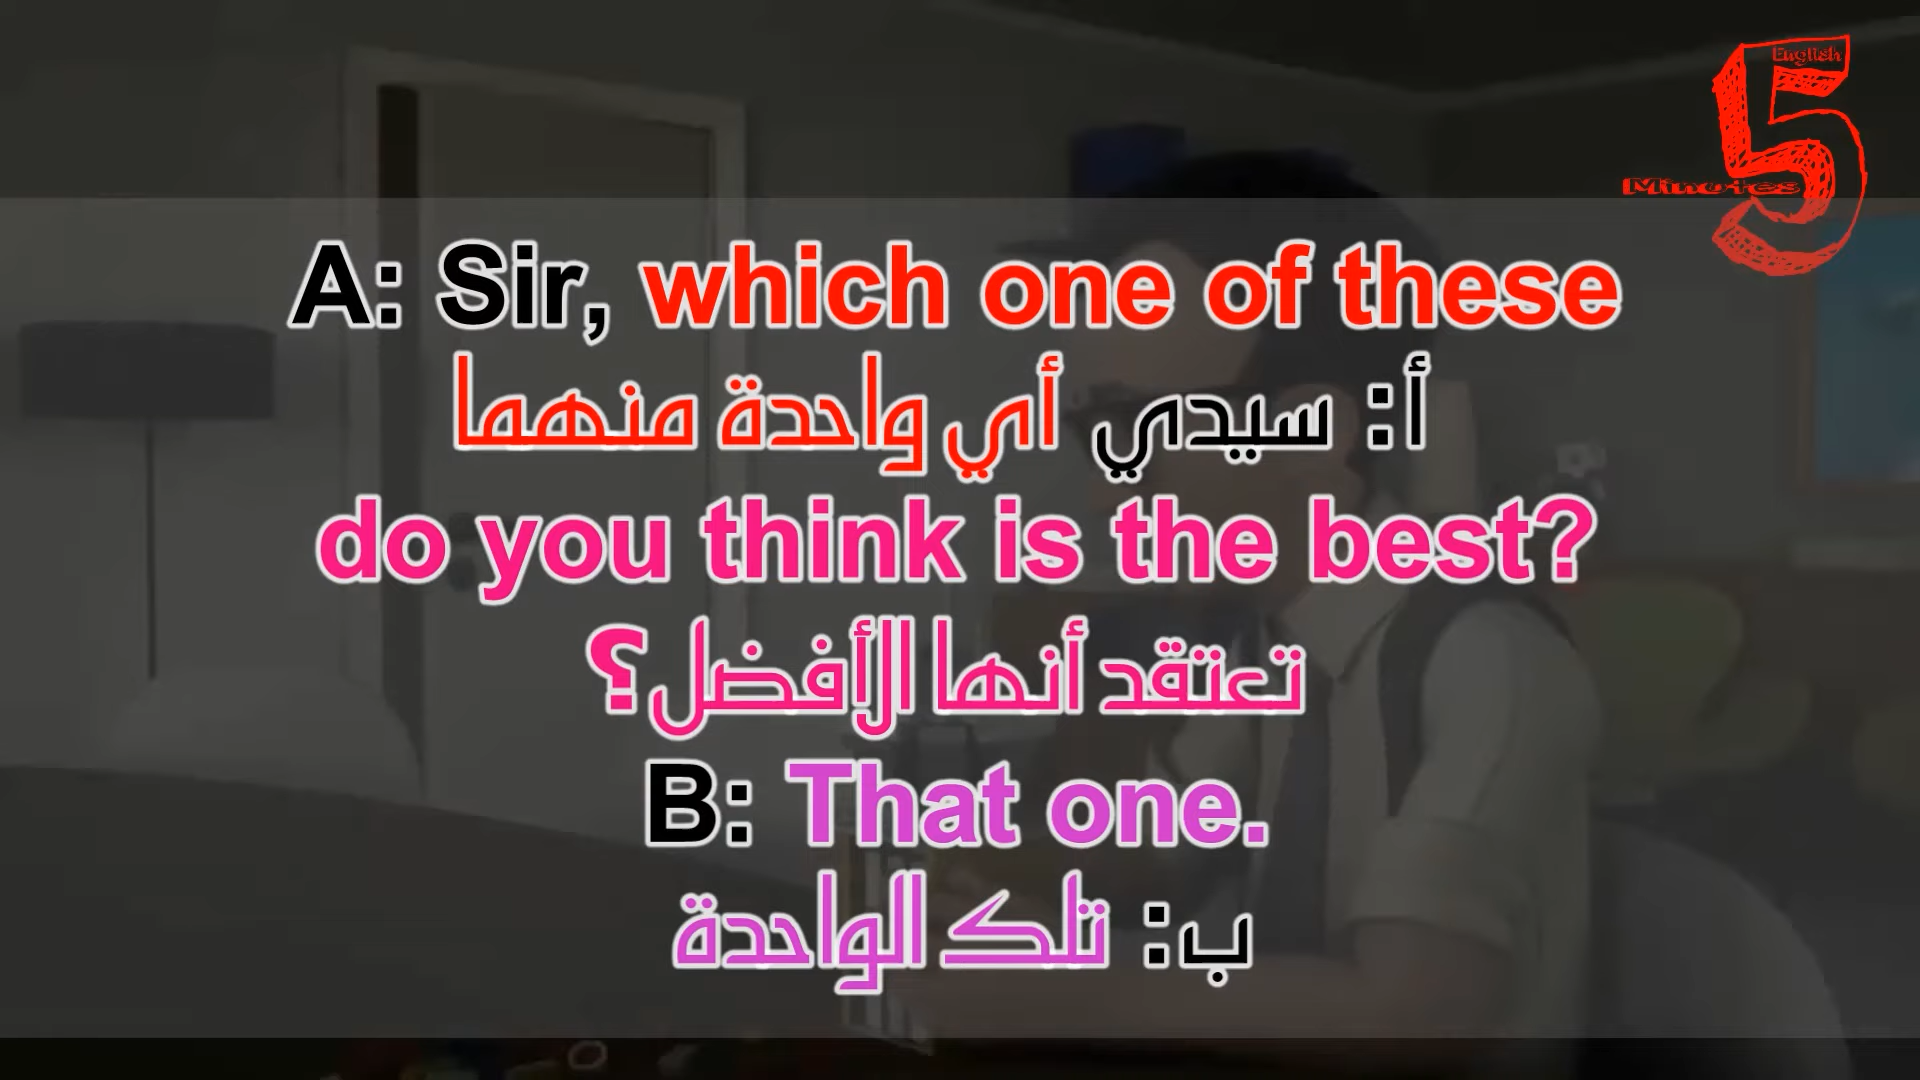 English
5
Minutes
A: Sir, which one of these
أ: سيدي أي واحدة منهما
do you think is the best?
تعتقد أنها الأفضل؟
B: That one.
ب: تلك الواحدة